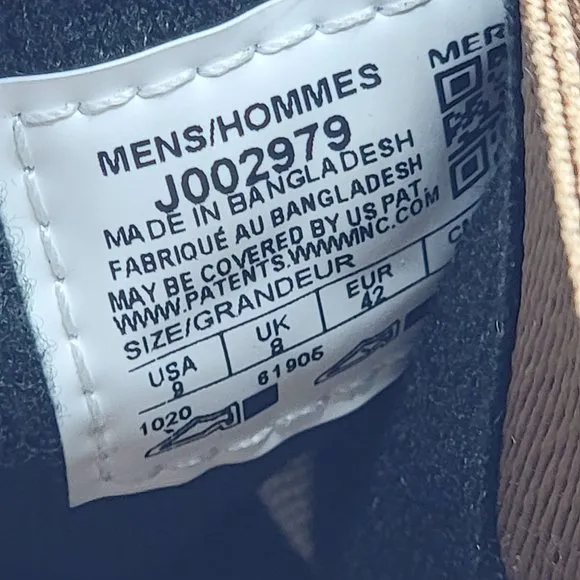 MENS/HOMMES
J002979
MADE IN BANGLADESH
FABRIQUÉ AU BANGLADESH
MAY BE COVERED BY US PAT.
WWW.PATENTS.WWWINC.COM
SIZE/GRANDEUR
USA UK EUR
9 8 42
1020 61905
MER